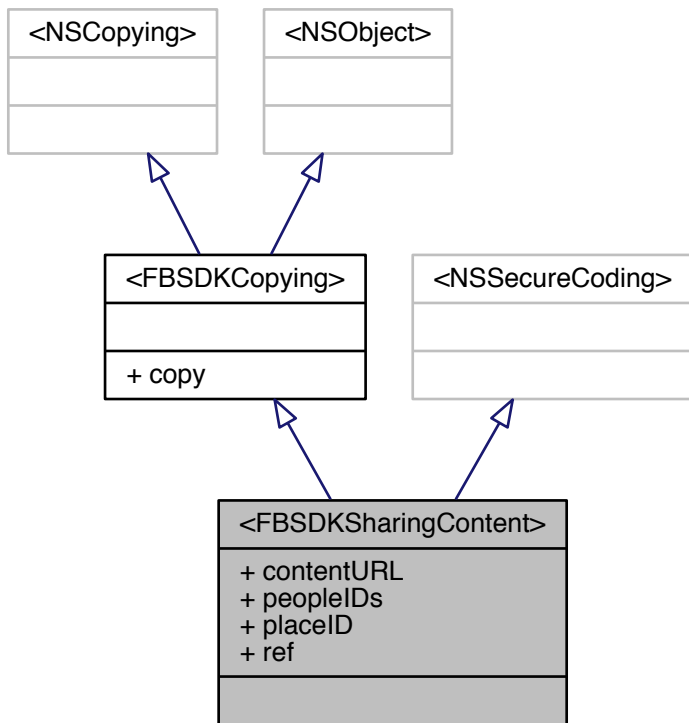 <NSCopying>
<NSObject>
<FBSDKCopying>
+ copy
<NSSecureCoding>
<FBSDKSharingContent>
+ contentURL
+ peopleIDs
+ placeID
+ ref